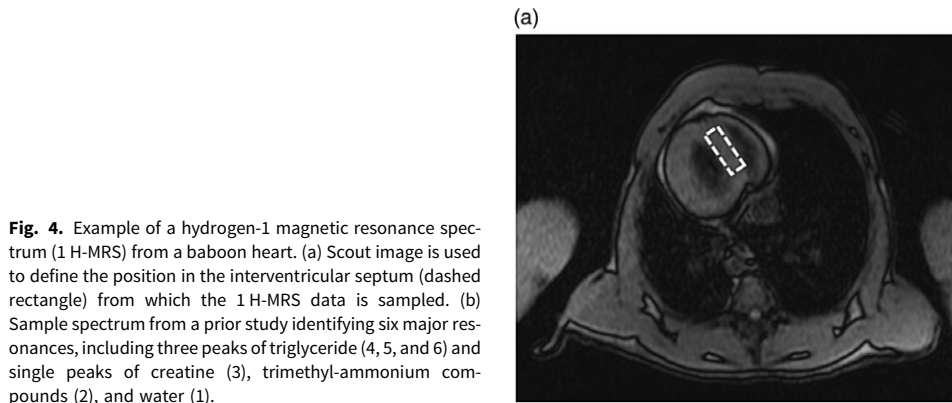 (a)
Fig. 4. Example of a hydrogen-1 magnetic resonance spec-
trum (1 H-MRS) from a baboon heart. (a) Scout image is used
to define the position in the interventricular septum (dashed
rectangle) from which the 1 H-MRS data is sampled. (b)
Sample spectrum from a prior study identifying six major res-
onances, including three peaks of triglyceride (4, 5, and 6) and
single peaks of creatine (3), trimethyl-ammonium com-
pounds (2), and water (1).